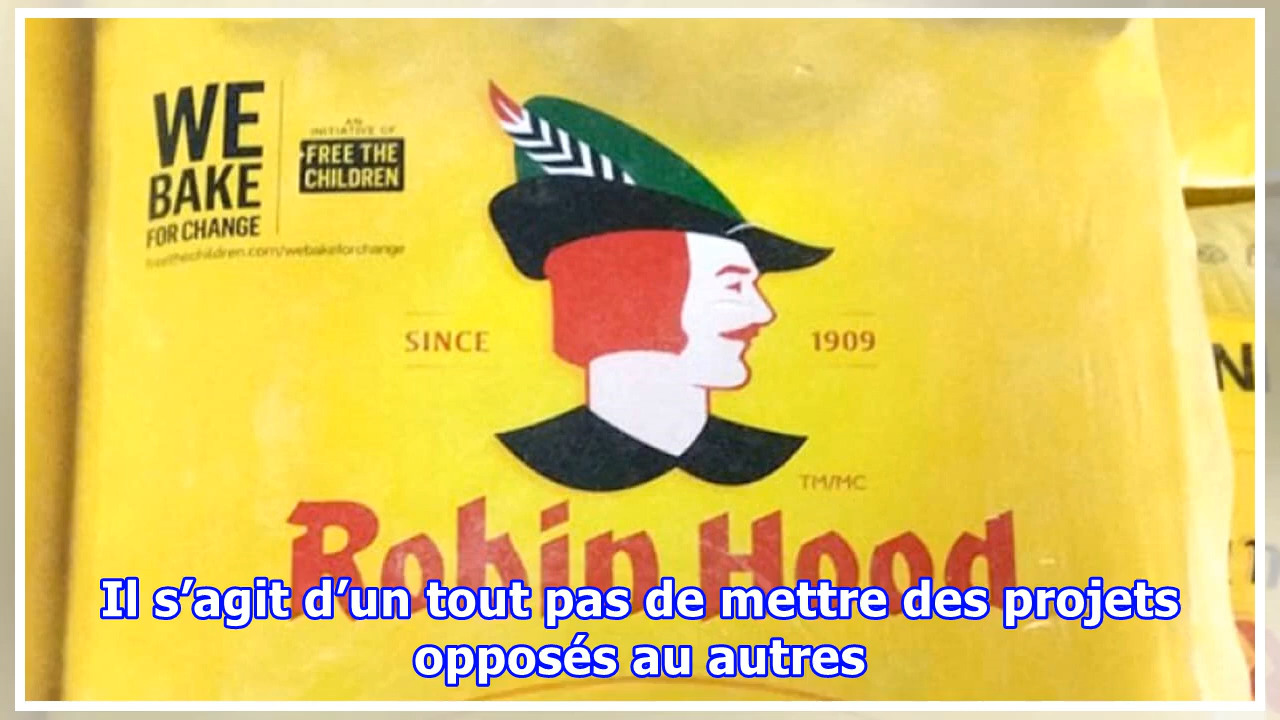 WE
BAKE
FOR CHANGE
AN
INITIATIVE OF
FREE THE
CHILDREN
freethechildren.com/webakeforchange
SINCE
1909
TM/MC
Robin Hood
Il s’agit d’un tout pas de mettre des projets
opposés au autres